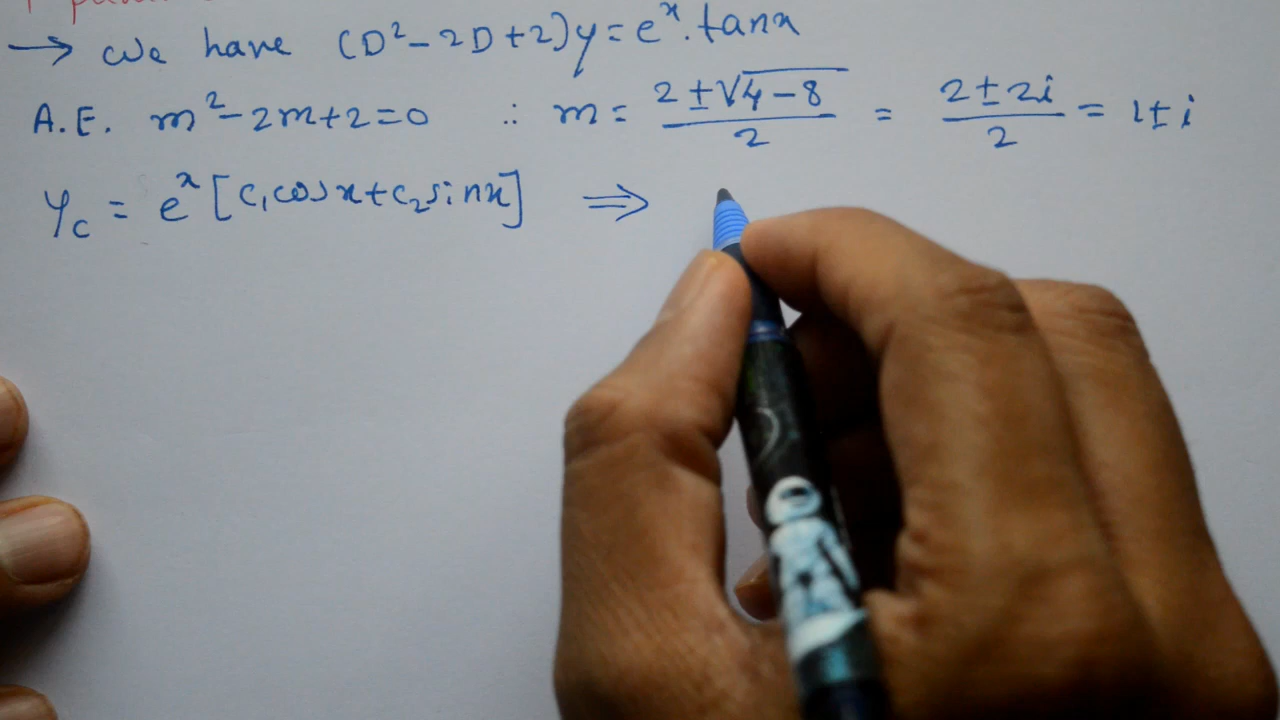 → We have (D²-2D+2)y=eˣ.tanx
A.E. m²-2m+2=0 ∴ m= (2±√(4-8))/2 = (2±2i)/2 = 1±i
y_c = eˣ[c₁cosx+c₂sinx] ⇒